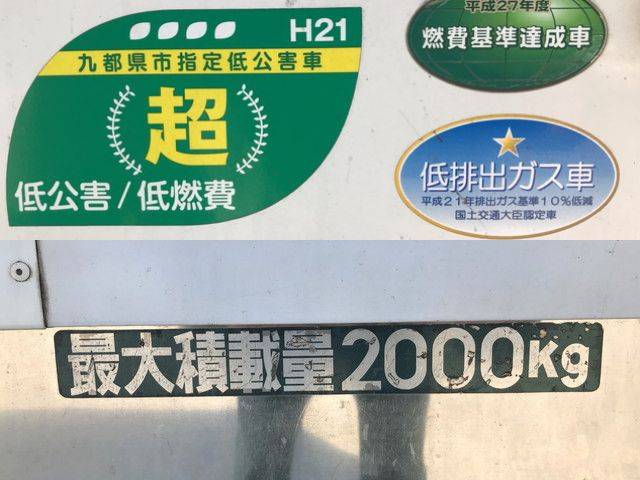 H21
九都県市指定低公害車
超
低公害/低燃費
平成27年度
燃費基準達成車
低排出ガス車
平成21年排出ガス基準10%低減
国土交通大臣認定車
最大積載量2000Kg